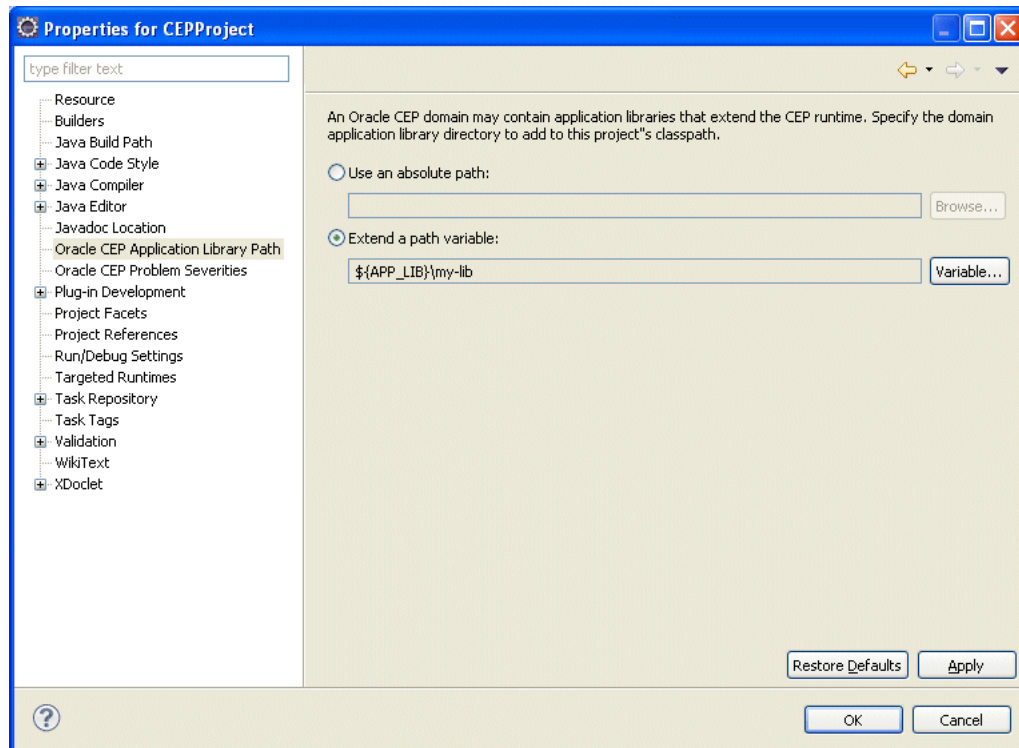 Properties for CEPProject
type filter text
Resource
Builders
Java Build Path
Java Code Style
Java Compiler
Java Editor
Javadoc Location
Oracle CEP Application Library Path
Oracle CEP Problem Severities
Plug-in Development
Project Facets
Project References
Run/Debug Settings
Targeted Runtimes
Task Repository
Task Tags
Validation
WikiText
XDoclet
An Oracle CEP domain may contain application libraries that extend the CEP runtime. Specify the domain
application library directory to add to this project"s classpath.
Use an absolute path:
Browse...
Extend a path variable:
${APP_LIB}\my-lib
Variable...
Restore Defaults
Apply
?
OK
Cancel